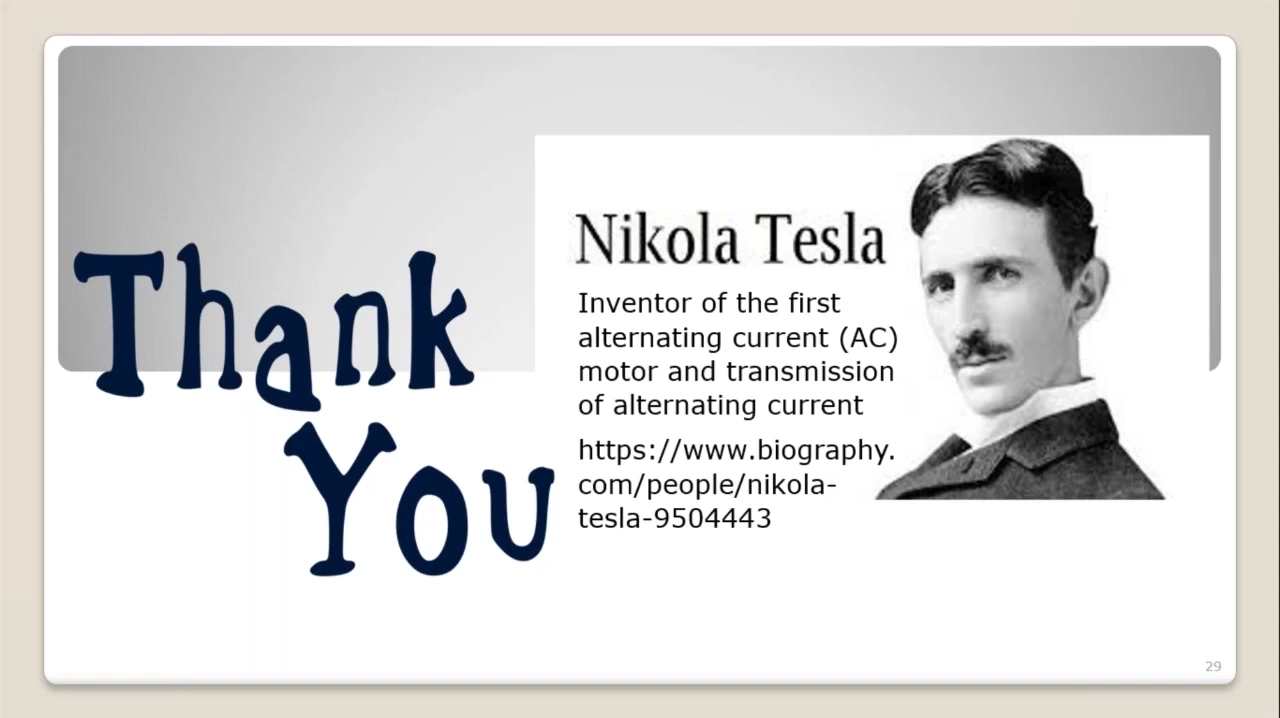 Thank
You
Nikola Tesla
Inventor of the first
alternating current (AC)
motor and transmission
of alternating current
https://www.biography.
com/people/nikola-
tesla-9504443
29